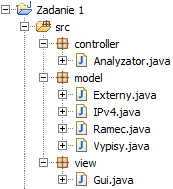 Zadanie 1
src
controller
Analyzator.java
model
Externy.java
IPv4.java
Ramec.java
Vypisy.java
view
Gui.java